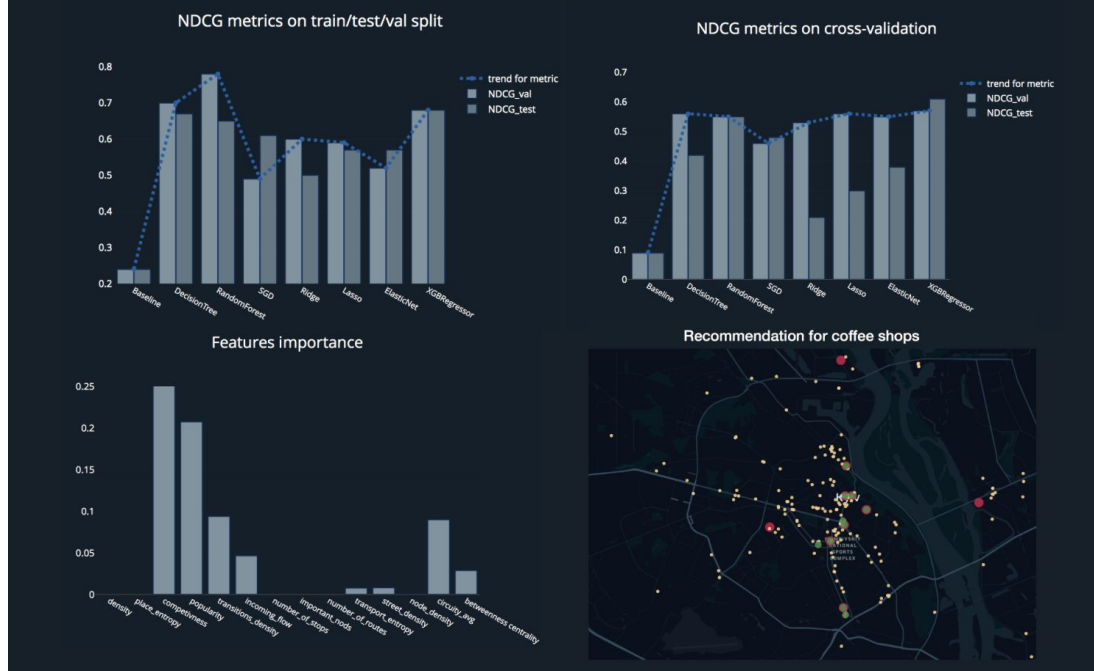 NDCG metrics on train/test/val split
0.8
0.7
0.6
0.5
0.4
0.3
0.2
trend for metric
NDCG_val
NDCG_test
Baseline
DecisionTree
RandomForest
SGD
Ridge
Lasso
ElasticNet
XGBRegressor
NDCG metrics on cross-validation
0.7
0.6
0.5
0.4
0.3
0.2
0.1
0
trend for metric
NDCG_val
NDCG_test
Baseline
DecisionTree
RandomForest
SGD
Ridge
Lasso
ElasticNet
XGBRegressor
Features importance
0.25
0.2
0.15
0.1
0.05
0
density
place_entropy
competivness
popularity
transitions_density
incoming_flow
number_of_stops
important_nods
number_of_routes
transport_entropy
street_density
node_density
circuity_avg
betweenness centrality
Recommendation for coffee shops
SPORTS
COMPLEX